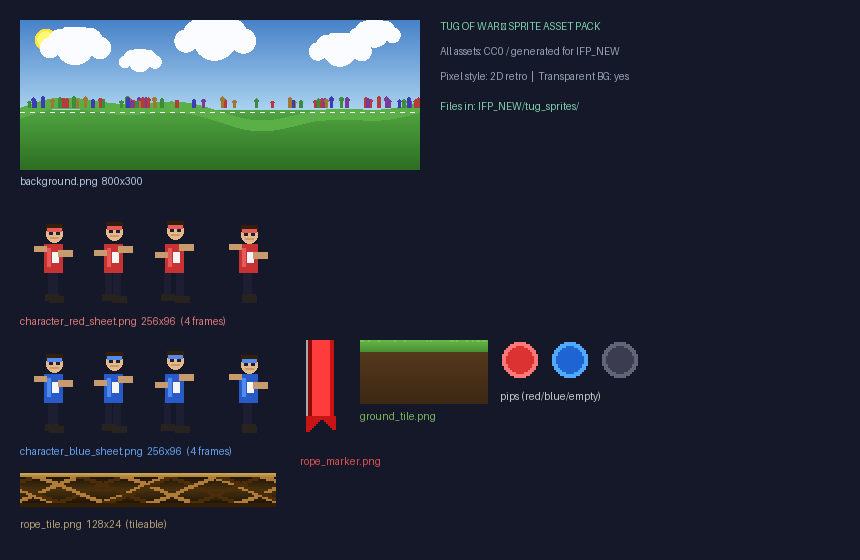 TUG OF WAR▯ SPRITE ASSET PACK
All assets: CC0 / generated for IFP_NEW
Pixel style: 2D retro | Transparent BG: yes
Files in: IFP_NEW/tug_sprites/
background.png 800x300
character_red_sheet.png 256x96 (4 frames)
pips (red/blue/empty)
ground_tile.png
character_blue_sheet.png 256x96 (4 frames)
rope_marker.png
rope_tile.png 128x24 (tileable)